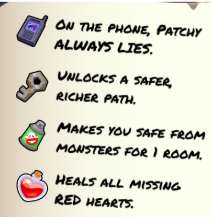 On the phone, Patchy
ALWAYS LIES.
Unlocks a safer,
richer path.
Makes you safe from
monsters for 1 room.
Heals all missing
RED hearts.